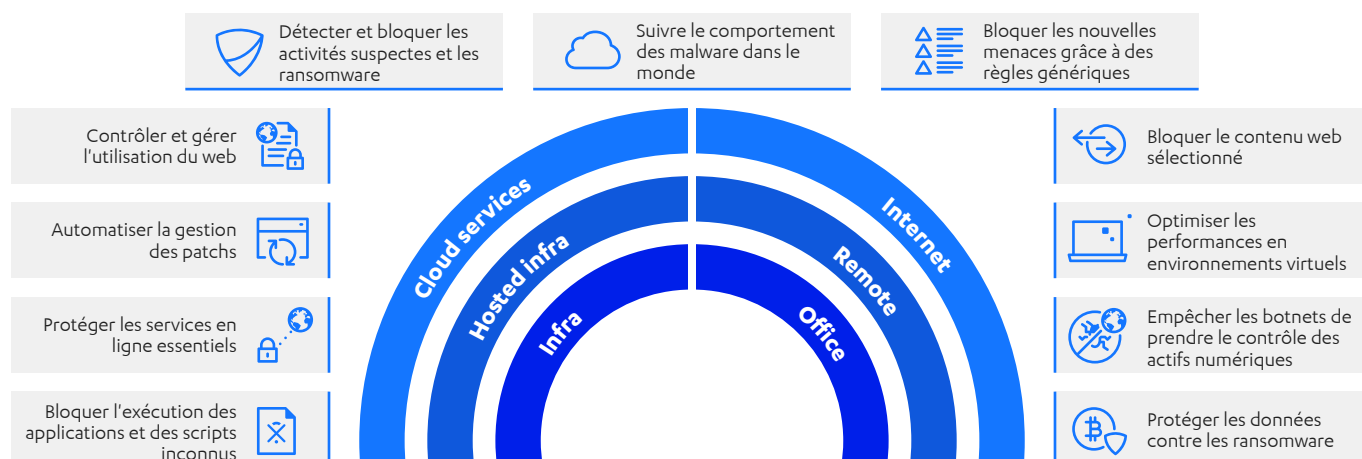 Détecter et bloquer les
activités suspectes et les
ransomware
Suivre le comportement
des malware dans le
monde
Bloquer les nouvelles
menaces grâce à des
règles génériques
Contrôler et gérer
l'utilisation du web
Automatiser la gestion
des patchs
Protéger les services en
ligne essentiels
Bloquer l'exécution des
applications et des scripts
inconnus
Cloud services
Hosted infra
Infra
Internet
Remote
Office
Bloquer le contenu web
sélectionné
Optimiser les
performances en
environnements virtuels
Empêcher les botnets de
prendre le contrôle des
actifs numériques
Protéger les données
contre les ransomware